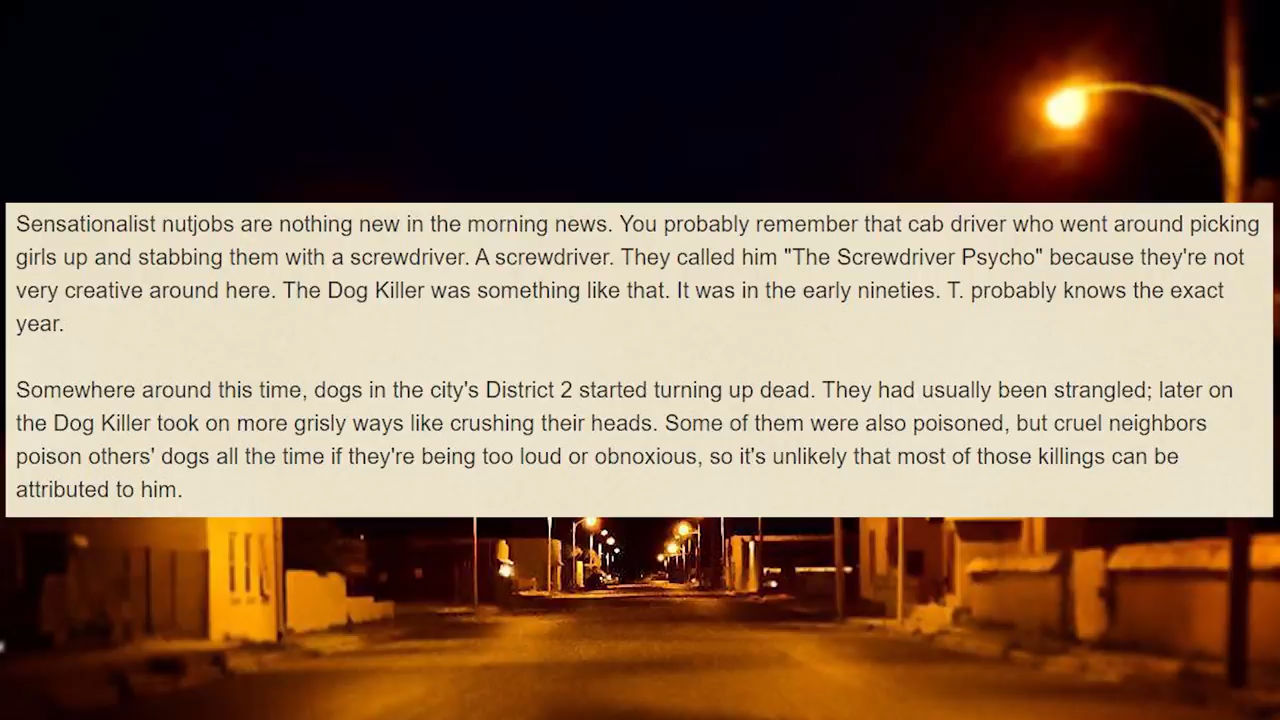 Sensationalist nutjobs are nothing new in the morning news. You probably remember that cab driver who went around picking
girls up and stabbing them with a screwdriver. A screwdriver. They called him "The Screwdriver Psycho" because they're not
very creative around here. The Dog Killer was something like that. It was in the early nineties. T. probably knows the exact
year.
Somewhere around this time, dogs in the city's District 2 started turning up dead. They had usually been strangled; later on
the Dog Killer took on more grisly ways like crushing their heads. Some of them were also poisoned, but cruel neighbors
poison others' dogs all the time if they're being too loud or obnoxious, so it's unlikely that most of those killings can be
attributed to him.